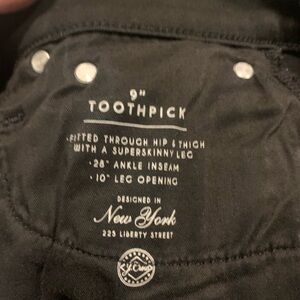 9"
TOOTHPICK
FITTED THROUGH HIP & THIGH
WITH A SUPERSKINNY LEG
• 28" ANKLE INSEAM
• 10" LEG OPENING
DESIGNED IN
New York
225 LIBERTY STREET
J.Crew